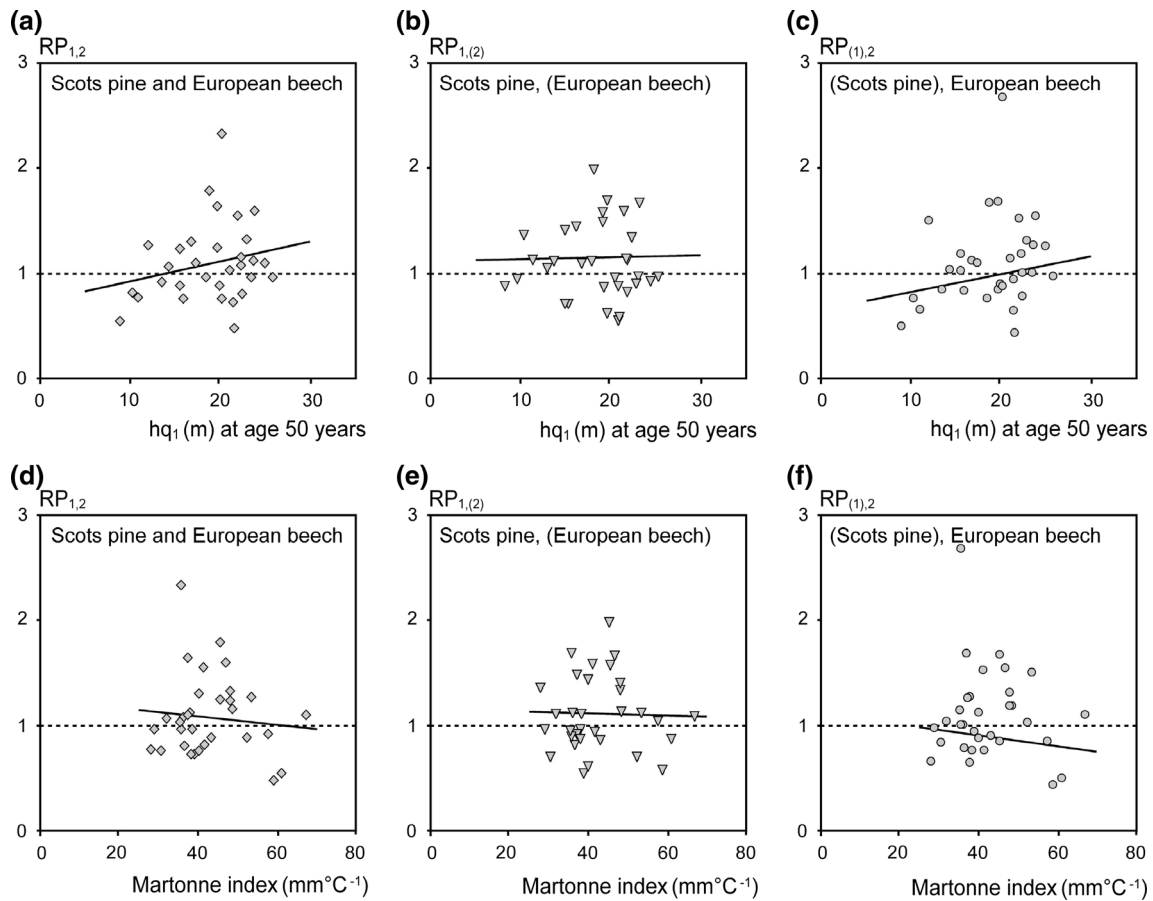 (a)
RP1,2
Scots pine and European beech
3
2
1
0
0
10
20
30
hq1 (m) at age 50 years
(b)
RP1,(2)
Scots pine, (European beech)
3
2
1
0
0
10
20
30
hq1 (m) at age 50 years
(c)
RP(1),2
(Scots pine), European beech
3
2
1
0
0
10
20
30
hq1 (m) at age 50 years
(d)
RP1,2
Scots pine and European beech
3
2
1
0
0
20
40
60
80
Martonne index (mm°C-1)
(e)
RP1,(2)
Scots pine, (European beech)
3
2
1
0
0
20
40
60
80
Martonne index (mm°C-1)
(f)
RP(1),2
(Scots pine), European beech
3
2
1
0
0
20
40
60
80
Martonne index (mm°C-1)